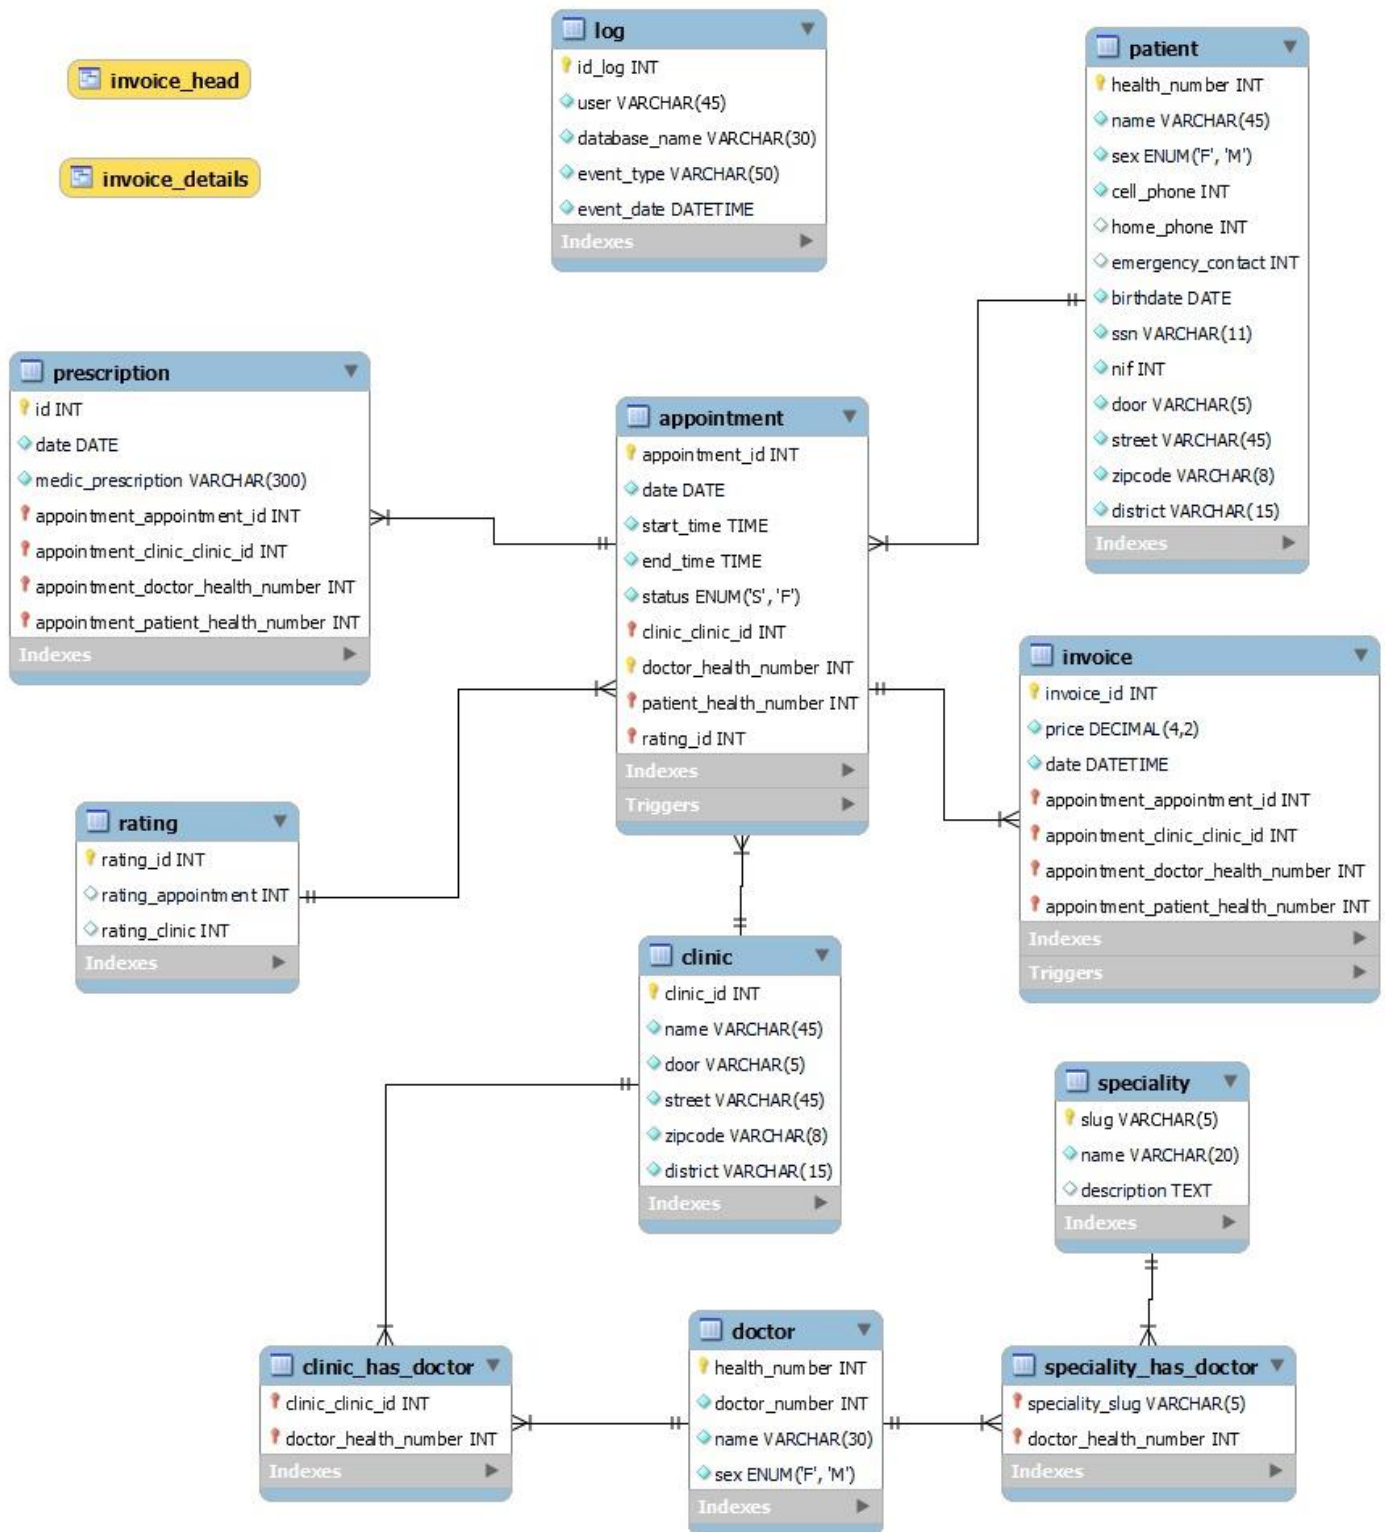 invoice_head
invoice_details
log
id_log INT
user VARCHAR(45)
database_name VARCHAR(30)
event_type VARCHAR(50)
event_date DATETIME
Indexes
patient
health_number INT
name VARCHAR(45)
sex ENUM('F', 'M')
cell_phone INT
home_phone INT
emergency_contact INT
birthdate DATE
ssn VARCHAR(11)
nif INT
door VARCHAR(5)
street VARCHAR(45)
zipcode VARCHAR(8)
district VARCHAR(15)
Indexes
prescription
id INT
date DATE
medic_prescription VARCHAR(300)
appointment_appointment_id INT
appointment_clinic_clinic_id INT
appointment_doctor_health_number INT
appointment_patient_health_number INT
Indexes
appointment
appointment_id INT
date DATE
start_time TIME
end_time TIME
status ENUM('S', 'F')
clinic_clinic_id INT
doctor_health_number INT
patient_health_number INT
rating_id INT
Indexes
Triggers
invoice
invoice_id INT
price DECIMAL(4,2)
date DATETIME
appointment_appointment_id INT
appointment_clinic_clinic_id INT
appointment_doctor_health_number INT
appointment_patient_health_number INT
Indexes
Triggers
rating
rating_id INT
rating_appointment INT
rating_clinic INT
Indexes
clinic
clinic_id INT
name VARCHAR(45)
door VARCHAR(5)
street VARCHAR(45)
zipcode VARCHAR(8)
district VARCHAR(15)
Indexes
speciality
slug VARCHAR(5)
name VARCHAR(20)
description TEXT
Indexes
clinic_has_doctor
clinic_clinic_id INT
doctor_health_number INT
Indexes
doctor
health_number INT
doctor_number INT
name VARCHAR(30)
sex ENUM('F', 'M')
Indexes
speciality_has_doctor
speciality_slug VARCHAR(5)
doctor_health_number INT
Indexes